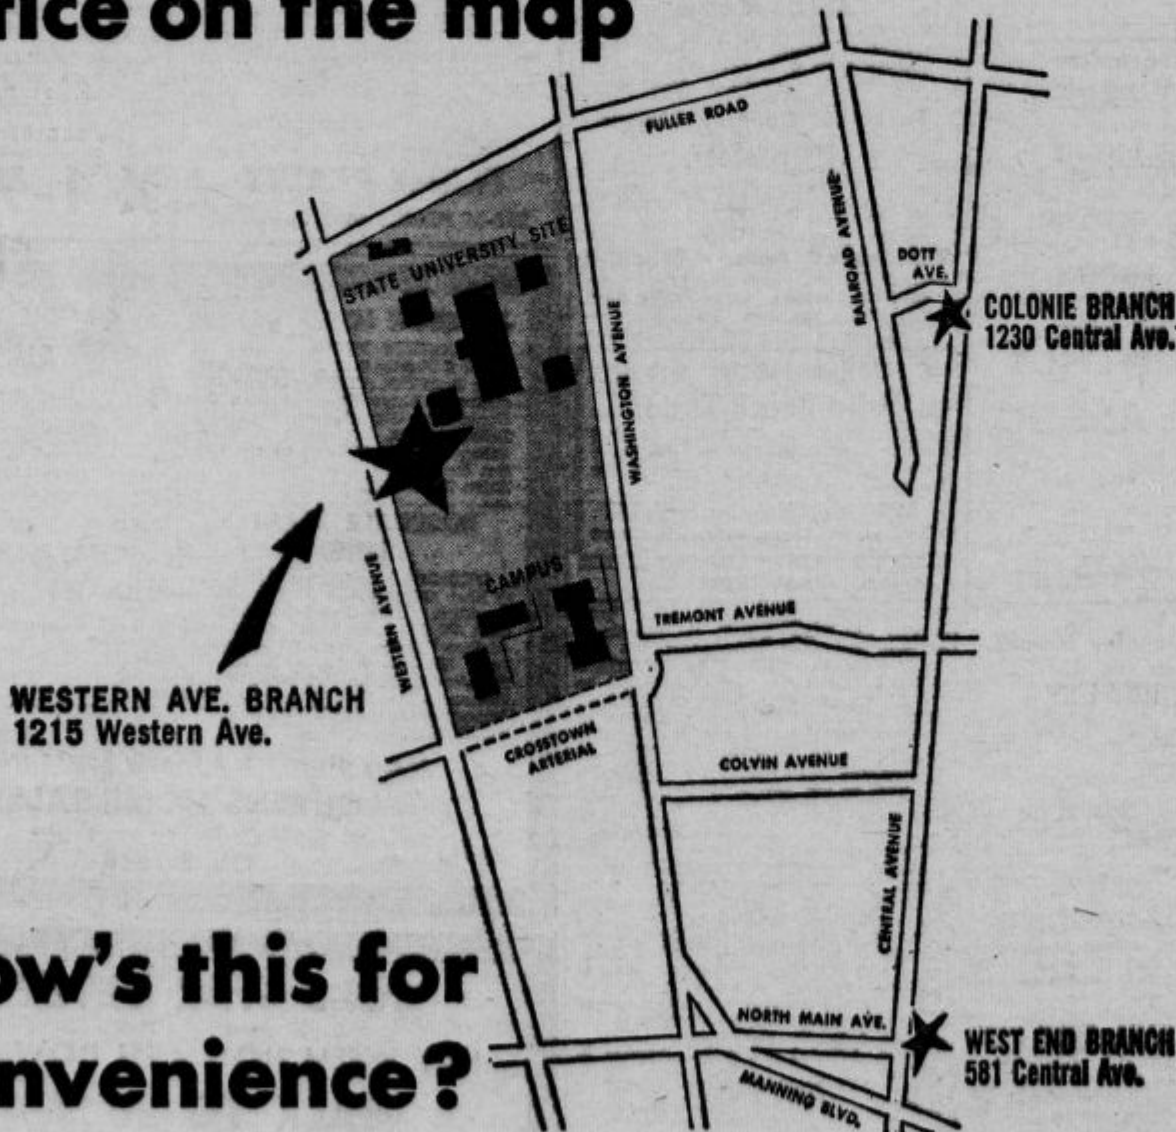 fice on the map
FULLER ROAD
STATE UNIVERSITY SITE
RAILROAD AVENUE
DOTT
AVE.
COLONIE BRANCH
1230 Central Ave.
WASHINGTON AVENUE
WESTERN AVENUE
CAMPUS
TREMONT AVENUE
WESTERN AVE. BRANCH
1215 Western Ave.
CROSSTOWN
ARTERIAL
COLVIN AVENUE
CENTRAL AVENUE
ow's this for
nvenience?
NORTH MAIN AVE.
WEST END BRANCH
581 Central Ave.
MANNING BLVD.